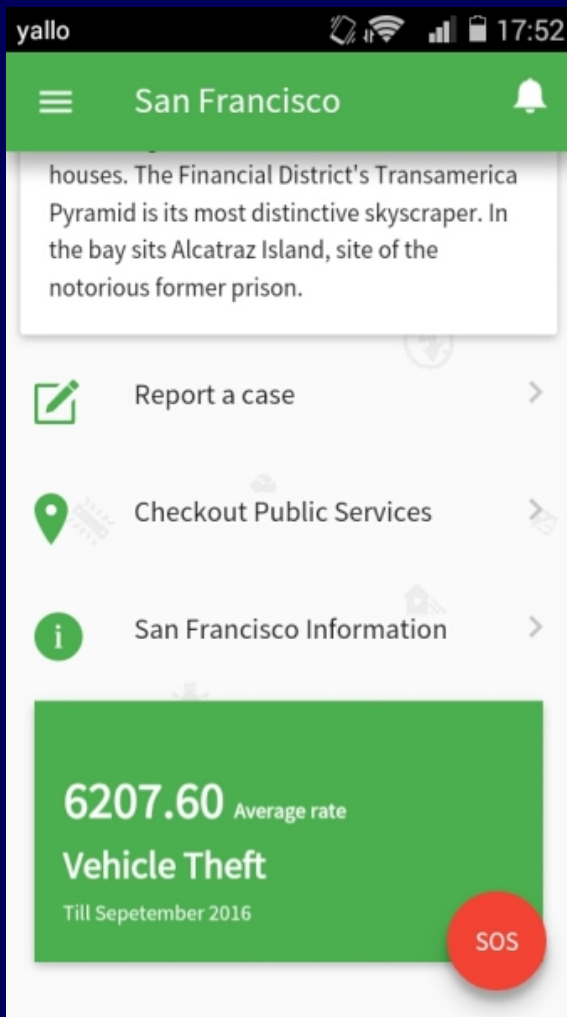 yallo 17:52
San Francisco
houses. The Financial District's Transamerica
Pyramid is its most distinctive skyscraper. In
the bay sits Alcatraz Island, site of the
notorious former prison.
Report a case
Checkout Public Services
San Francisco Information
6207.60 Average rate
Vehicle Theft
Till Sepetember 2016
SOS